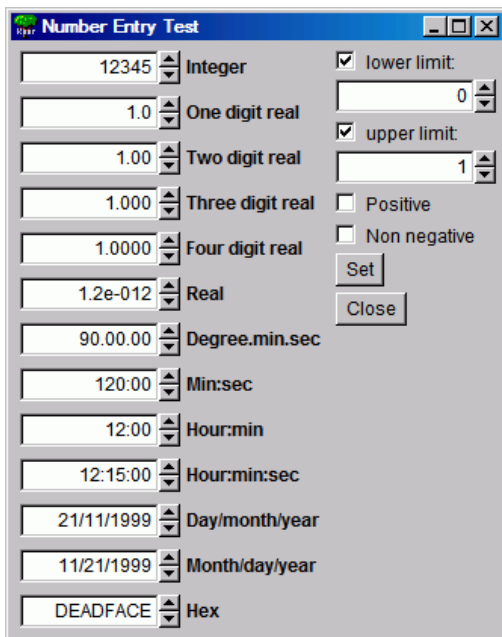 Number Entry Test
12345 Integer
1.0 One digit real
1.00 Two digit real
1.000 Three digit real
1.0000 Four digit real
1.2e-012 Real
90.00.00 Degree.min.sec
120:00 Min:sec
12:00 Hour:min
12:15:00 Hour:min:sec
21/11/1999 Day/month/year
11/21/1999 Month/day/year
DEADFACE Hex
lower limit:
0
upper limit:
1
Positive
Non negative
Set
Close